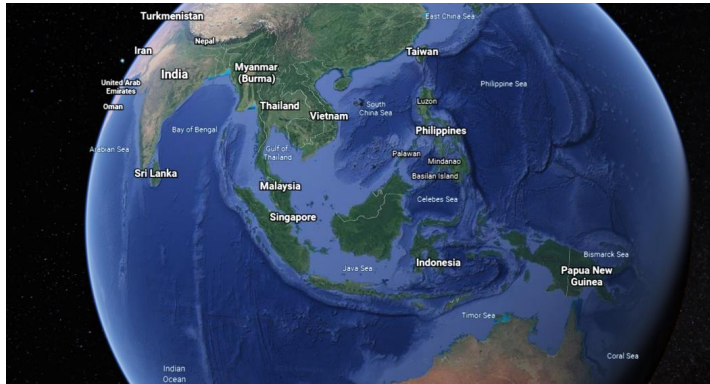 East China Sea
Turkmenistan
Nepal
Iran
Taiwan
Myanmar
(Burma)
India
United Arab
Emirates
Philippine Sea
Oman
Thailand
Luzon
South
China Sea
Vietnam
Bay of Bengal
Philippines
Arabian Sea
Gulf of
Thailand
Palawan
Mindanao
Sri Lanka
Basilan Island
Malaysia
Celebes Sea
Singapore
Bismarck Sea
Indonesia
Java Sea
Papua New
Guinea
Timor Sea
Coral Sea
Indian
Ocean